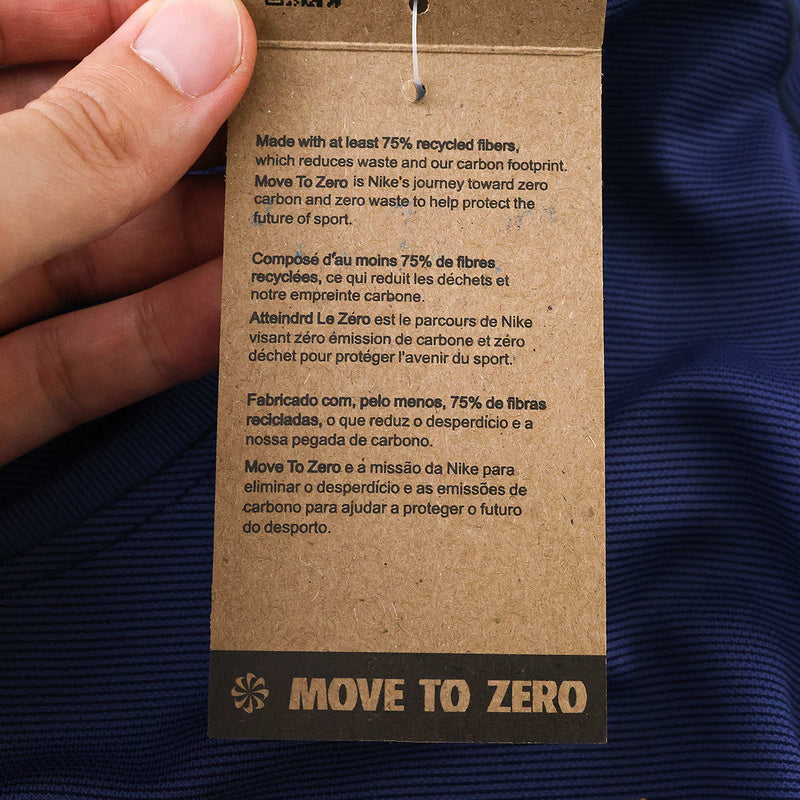 Made with at least 75% recycled fibers,
which reduces waste and our carbon footprint.
Move To Zero is Nike's journey toward zero
carbon and zero waste to help protect the
future of sport.
Composé d'au moins 75% de fibres
recyclées, ce qui reduit les déchets et
notre empreinte carbone.
Atteindrd Le Zéro est le parcours de Nike
visant zéro émission de carbone et zéro
déchet pour protéger l'avenir du sport.
Fabricado com, pelo menos, 75% de fibras
recicladas, o que reduz o desperdício e a
nossa pegada de carbono.
Move To Zero e a missão da Nike para
eliminar o desperdício e as emissões de
carbono para ajudar a proteger o futuro
do desporto.
MOVE TO ZERO